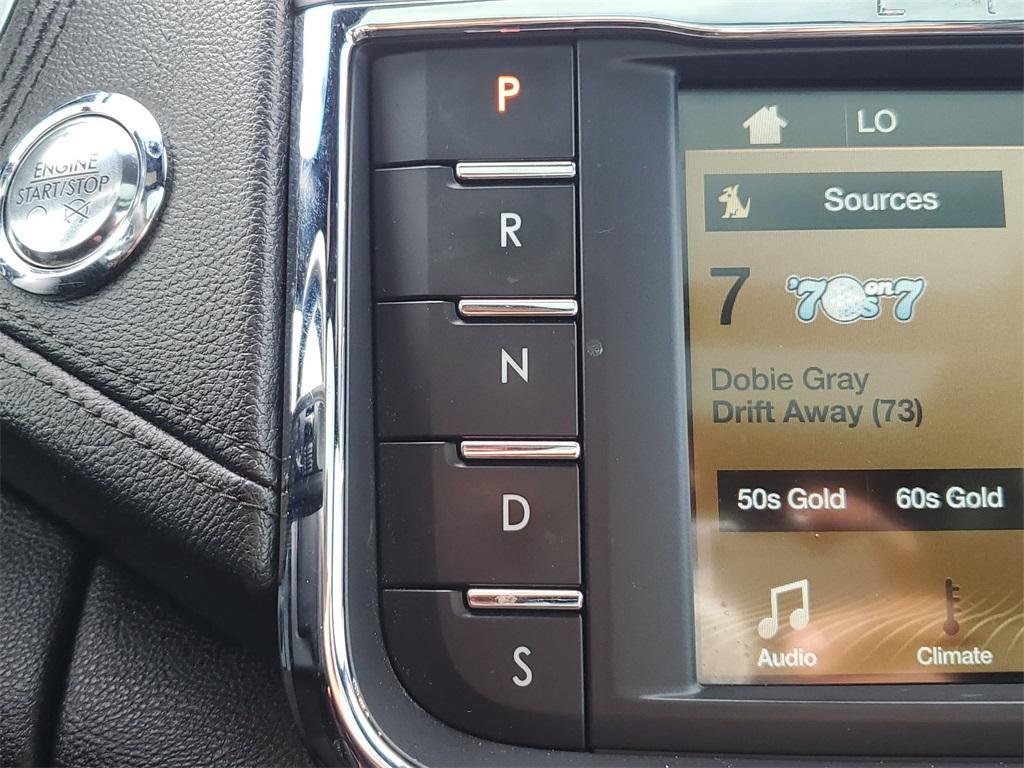 ENGINE
START/STOP
P
R
N
D
S
LO
Sources
7
'70s on 7
Dobie Gray
Drift Away (73)
50s Gold
60s Gold
Audio
Climate